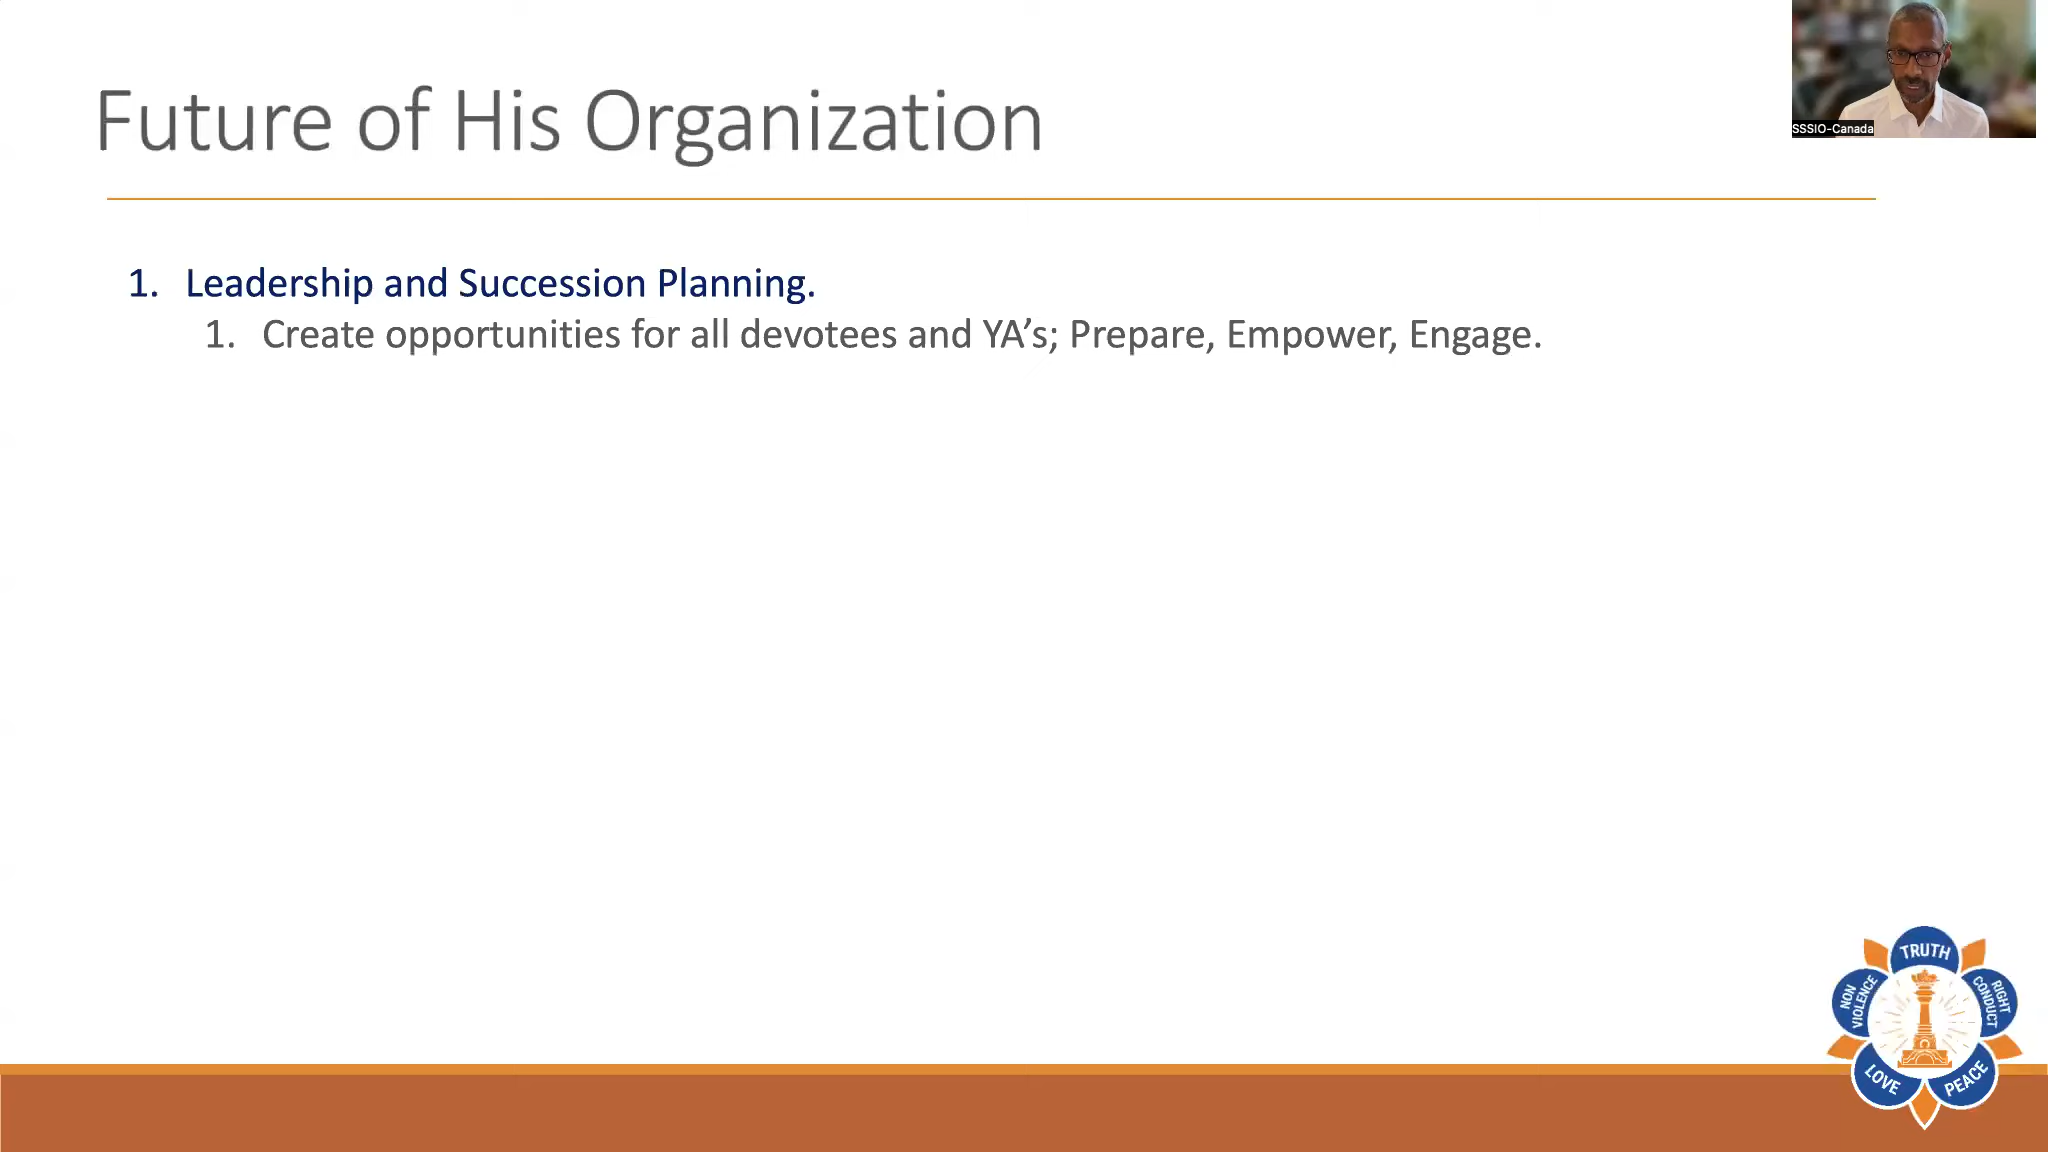 Future of His Organization
SSSIO-Canada
1. Leadership and Succession Planning.
1. Create opportunities for all devotees and YA’s; Prepare, Empower, Engage.
TRUTH
NON
VIOLENCE
RIGHT
CONDUCT
LOVE
PEACE